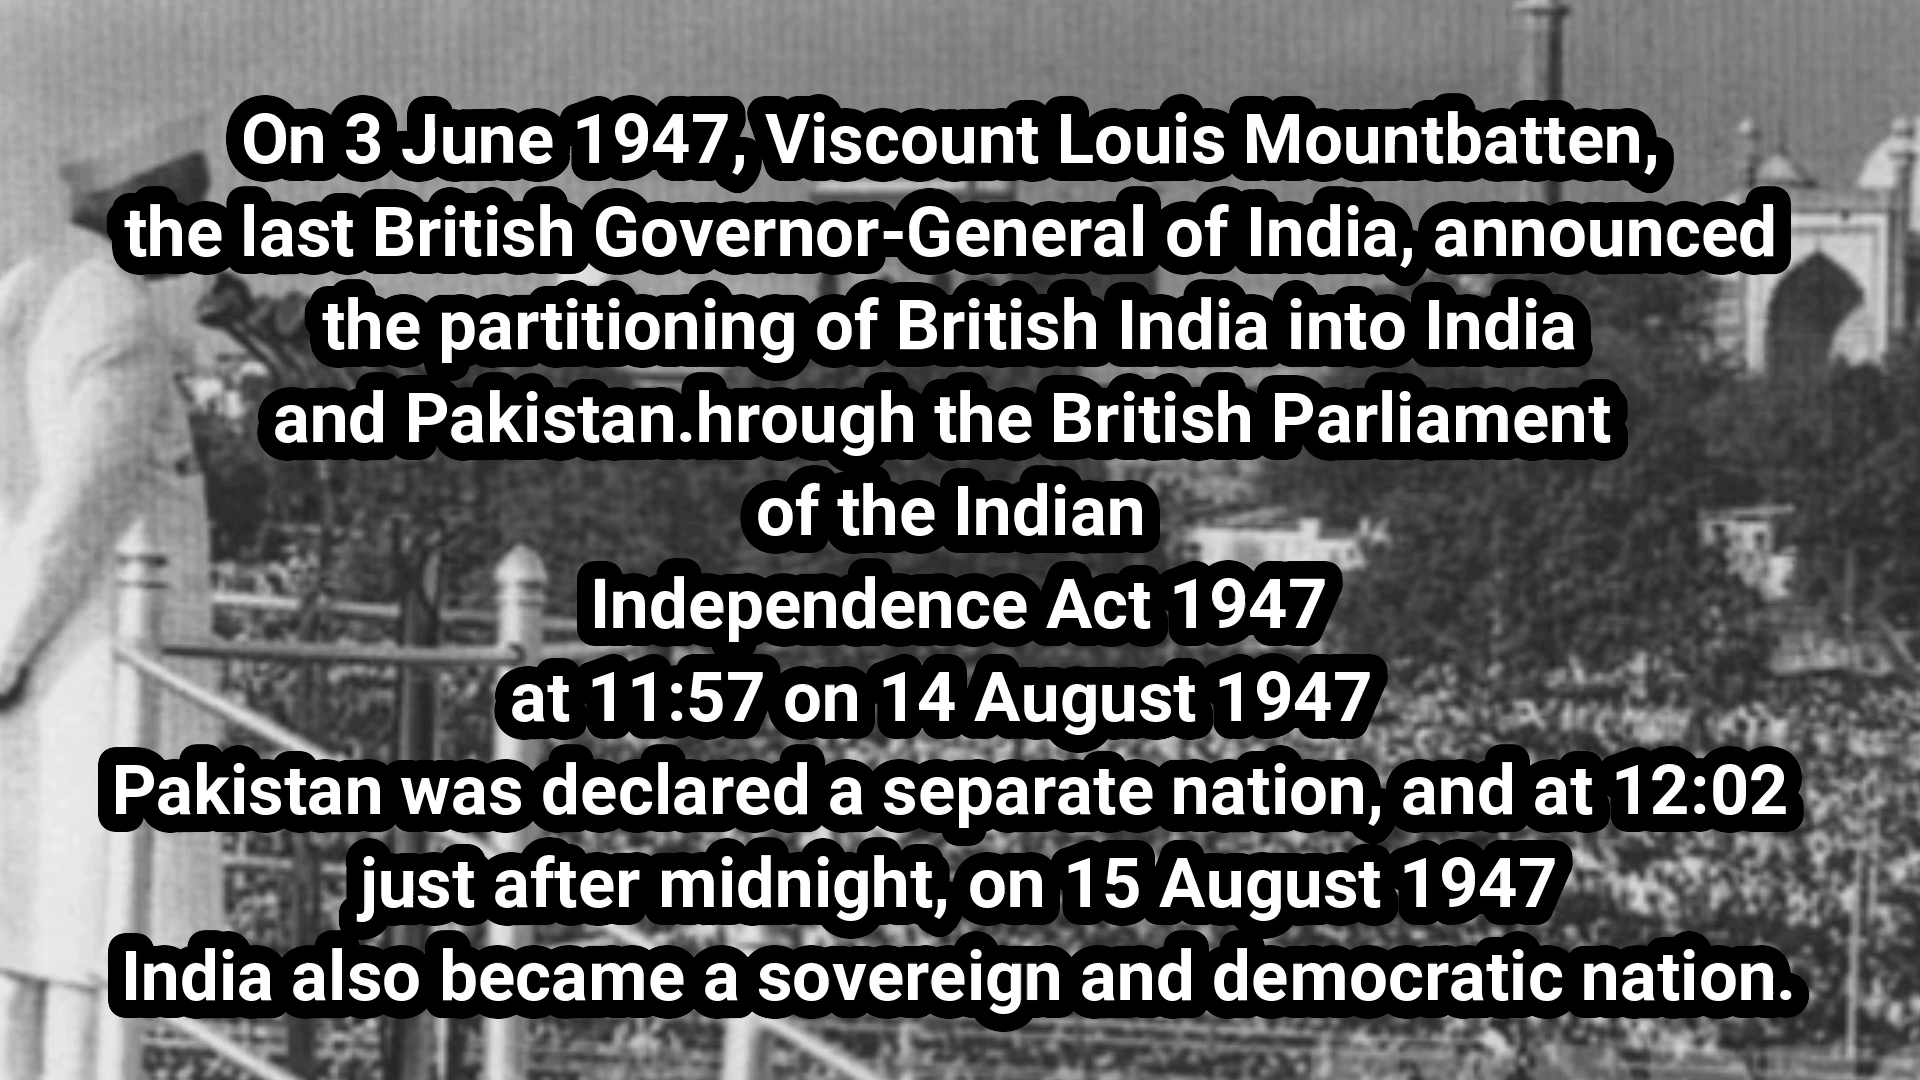 On 3 June 1947, Viscount Louis Mountbatten,
the last British Governor-General of India, announced
the partitioning of British India into India
and Pakistan.hrough the British Parliament
of the Indian
Independence Act 1947
at 11:57 on 14 August 1947
Pakistan was declared a separate nation, and at 12:02
just after midnight, on 15 August 1947
India also became a sovereign and democratic nation.